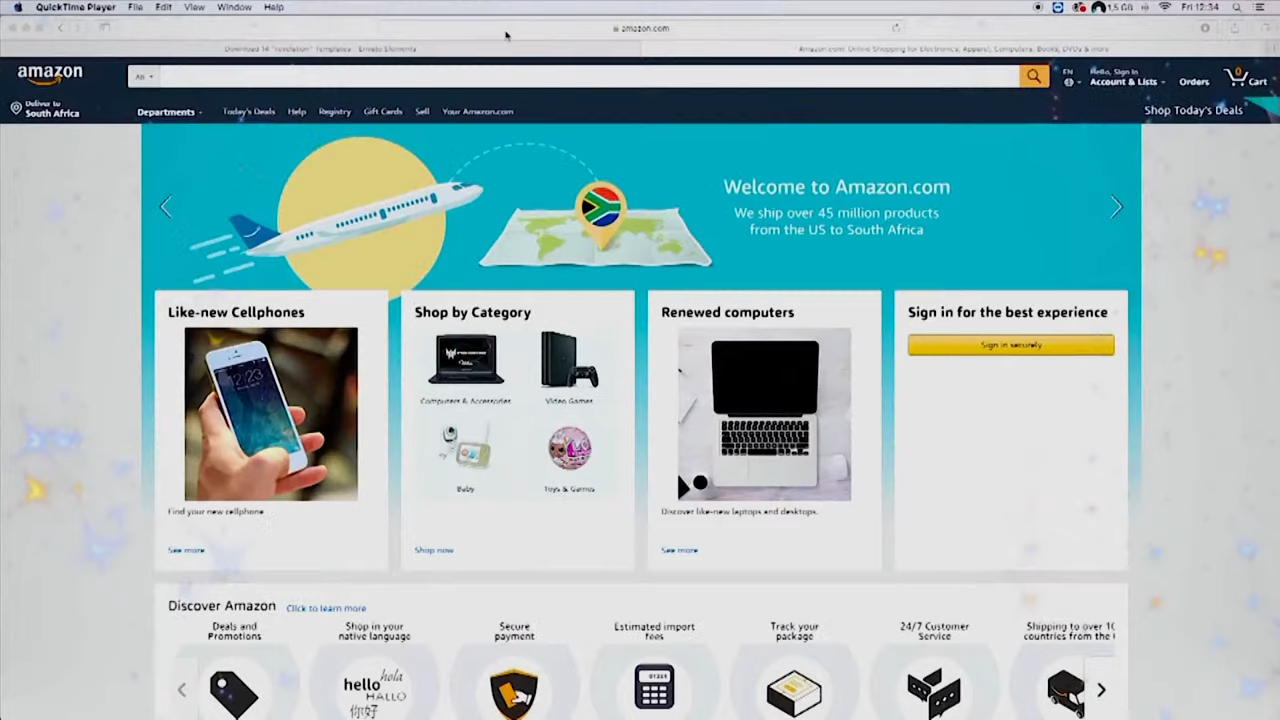 QuickTime Player File Edit View Window Help
1,5 GB Fri 12:34
amazon.com
Download 14 "revelation" Templates - Envato Elements
Amazon.com: Online Shopping for Electronics, Apparel, Computers, Books, DVDs & more
amazon
All
EN
Hello, Sign in
Account & Lists
Orders
0
Cart
Deliver to
South Africa
Departments
Today's Deals
Help
Registry
Gift Cards
Sell
Your Amazon.com
Shop Today's Deals
Welcome to Amazon.com
We ship over 45 million products
from the US to South Africa
Like-new Cellphones
12:23
Find your new cellphone
See more
Shop by Category
Computers & Accessories
Video Games
Baby
Toys & Games
Shop now
Renewed computers
Discover like-new laptops and desktops.
See more
Sign in for the best experience
Sign in securely
Discover Amazon Click to learn more
Deals and
Promotions
Shop in your
native language
hola
hello
HALLO
你好
Secure
payment
Estimated import
fees
Track your
package
24/7 Customer
Service
Shipping to over 10
countries from the